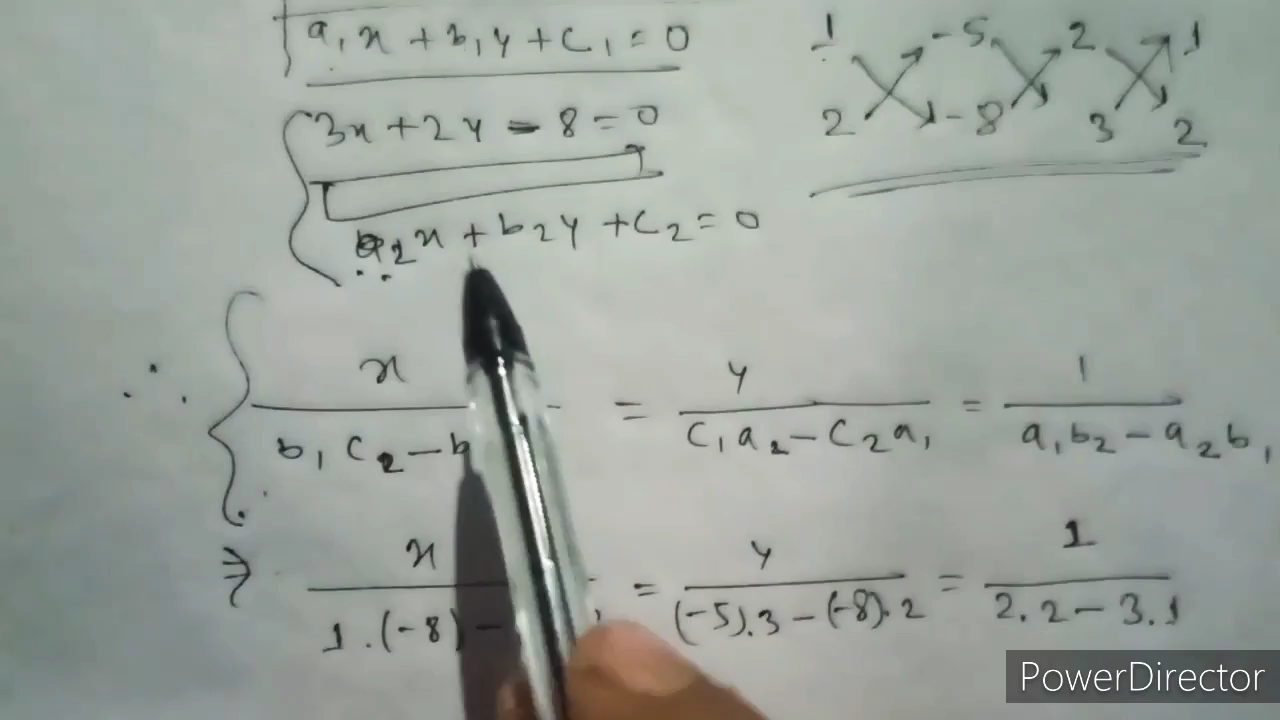 a₁x + b₁y + c₁ = 0
1 -5 2 1
3x + 2y - 8 = 0
2 -8 3 2
a₂x + b₂y + c₂ = 0
∴ x / b₁c₂ - b = y / c₁a₂ - c₂a₁ = 1 / a₁b₂ - a₂b₁
⇒ x / 1.(-8) - = y / (-5).3 - (-8).2 = 1 / 2.2 - 3.1
PowerDirector